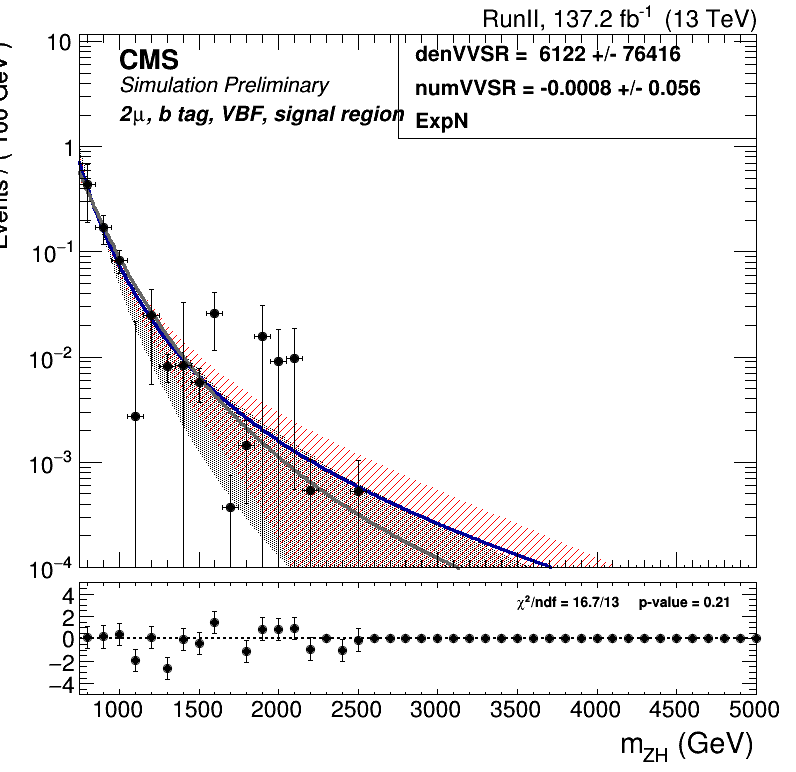 RunII, 137.2 fb⁻¹ (13 TeV)
CMS
Simulation Preliminary
2μ, b tag, VBF, signal region
denVVSR = 6122 +/- 76416
numVVSR = -0.0008 +/- 0.056
ExpN
10
1
10⁻¹
10⁻²
10⁻³
10⁻⁴
χ²/ndf = 16.7/13 p-value = 0.21
4
2
0
−2
−4
1000 1500 2000 2500 3000 3500 4000 4500 5000
m_ZH (GeV)